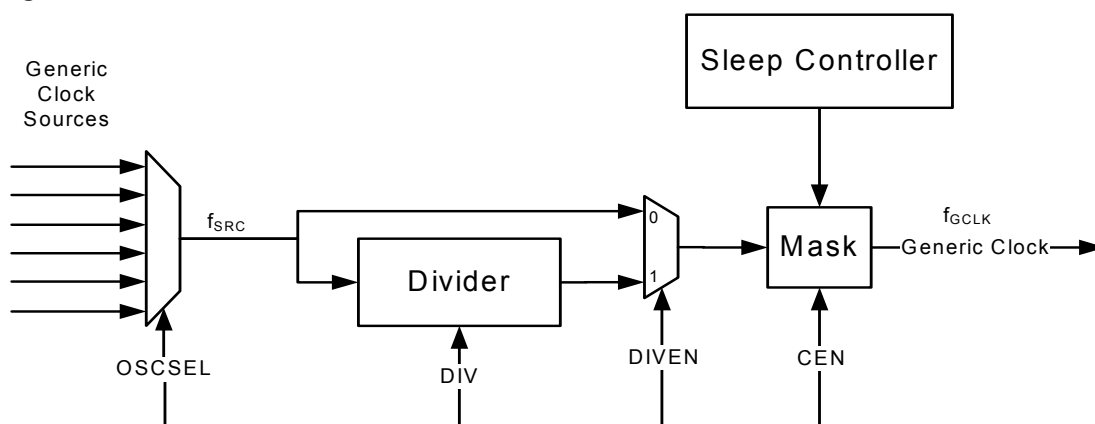 Generic
Clock
Sources
Sleep Controller
fSRC
0
fGCLK
Mask
Generic Clock
Divider
1
OSCSEL
DIV
DIVEN
CEN